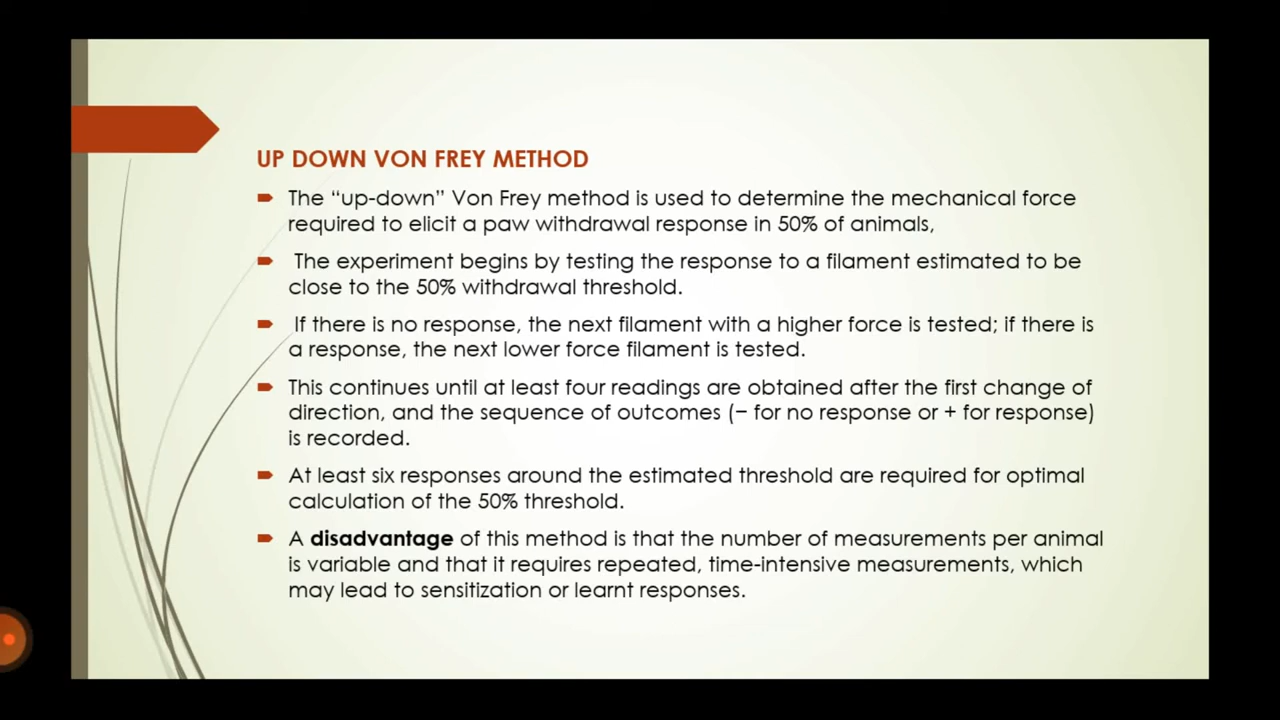 UP DOWN VON FREY METHOD
The “up-down” Von Frey method is used to determine the mechanical force
required to elicit a paw withdrawal response in 50% of animals,
The experiment begins by testing the response to a filament estimated to be
close to the 50% withdrawal threshold.
If there is no response, the next filament with a higher force is tested; if there is
a response, the next lower force filament is tested.
This continues until at least four readings are obtained after the first change of
direction, and the sequence of outcomes (− for no response or + for response)
is recorded.
At least six responses around the estimated threshold are required for optimal
calculation of the 50% threshold.
A disadvantage of this method is that the number of measurements per animal
is variable and that it requires repeated, time-intensive measurements, which
may lead to sensitization or learnt responses.